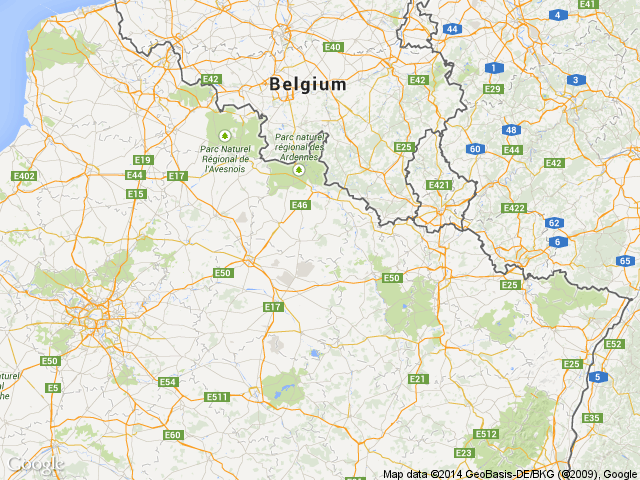 4
44
E40
1
3
E42
Belgium
E42
E29
Parc Naturel
Régional de
l'Avesnois
Parc naturel
régional des
Ardennes
48
E19
E25
60
E44
E42
E402
E44
E17
E15
E421
E46
E422
62
6
65
E50
E50
E25
E17
E52
E50
E25
E54
E21
5
E5
E511
E35
E60
E512
E23
Google
Map data ©2014 GeoBasis-DE/BKG (©2009), Google